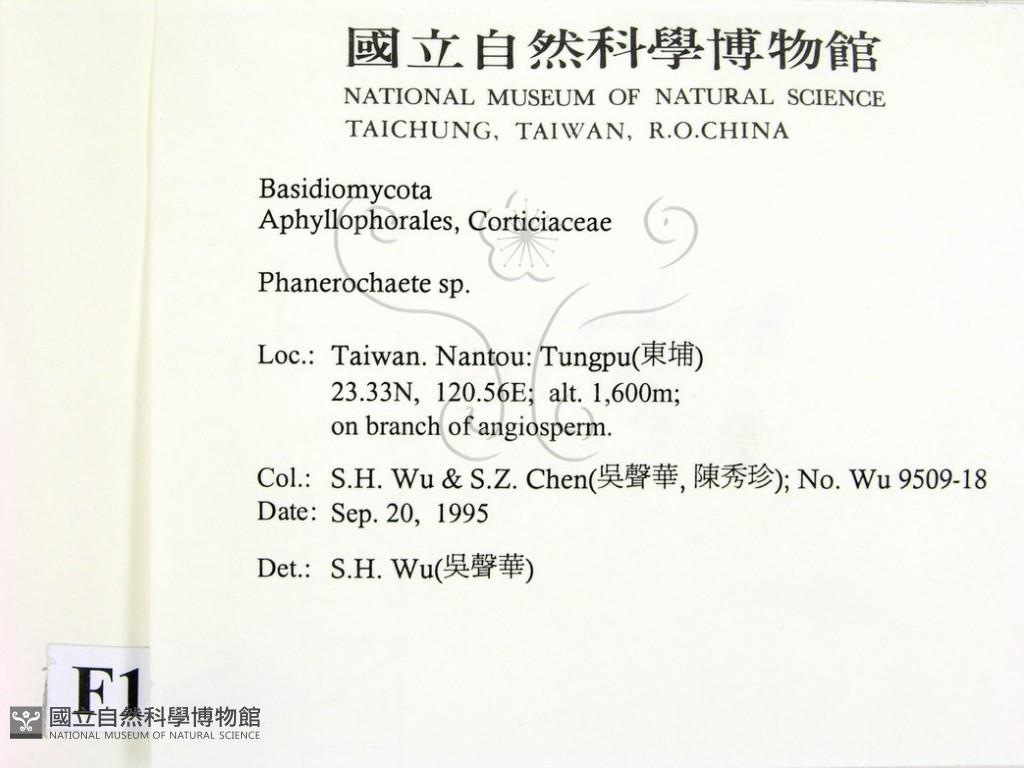 國立自然科學博物館
NATIONAL MUSEUM OF NATURAL SCIENCE
TAICHUNG, TAIWAN, R.O.CHINA
Basidiomycota
Aphyllophorales, Corticiaceae
Phanerochaete sp.
Loc.: Taiwan. Nantou: Tungpu(東埔)
23.33N, 120.56E; alt. 1,600m;
on branch of angiosperm.
Col.: S.H. Wu & S.Z. Chen(吳聲華, 陳秀珍); No. Wu 9509-18
Date: Sep. 20, 1995
Det.: S.H. Wu(吳聲華)
F1
國立自然科學博物館
NATIONAL MUSEUM OF NATURAL SCIENCE